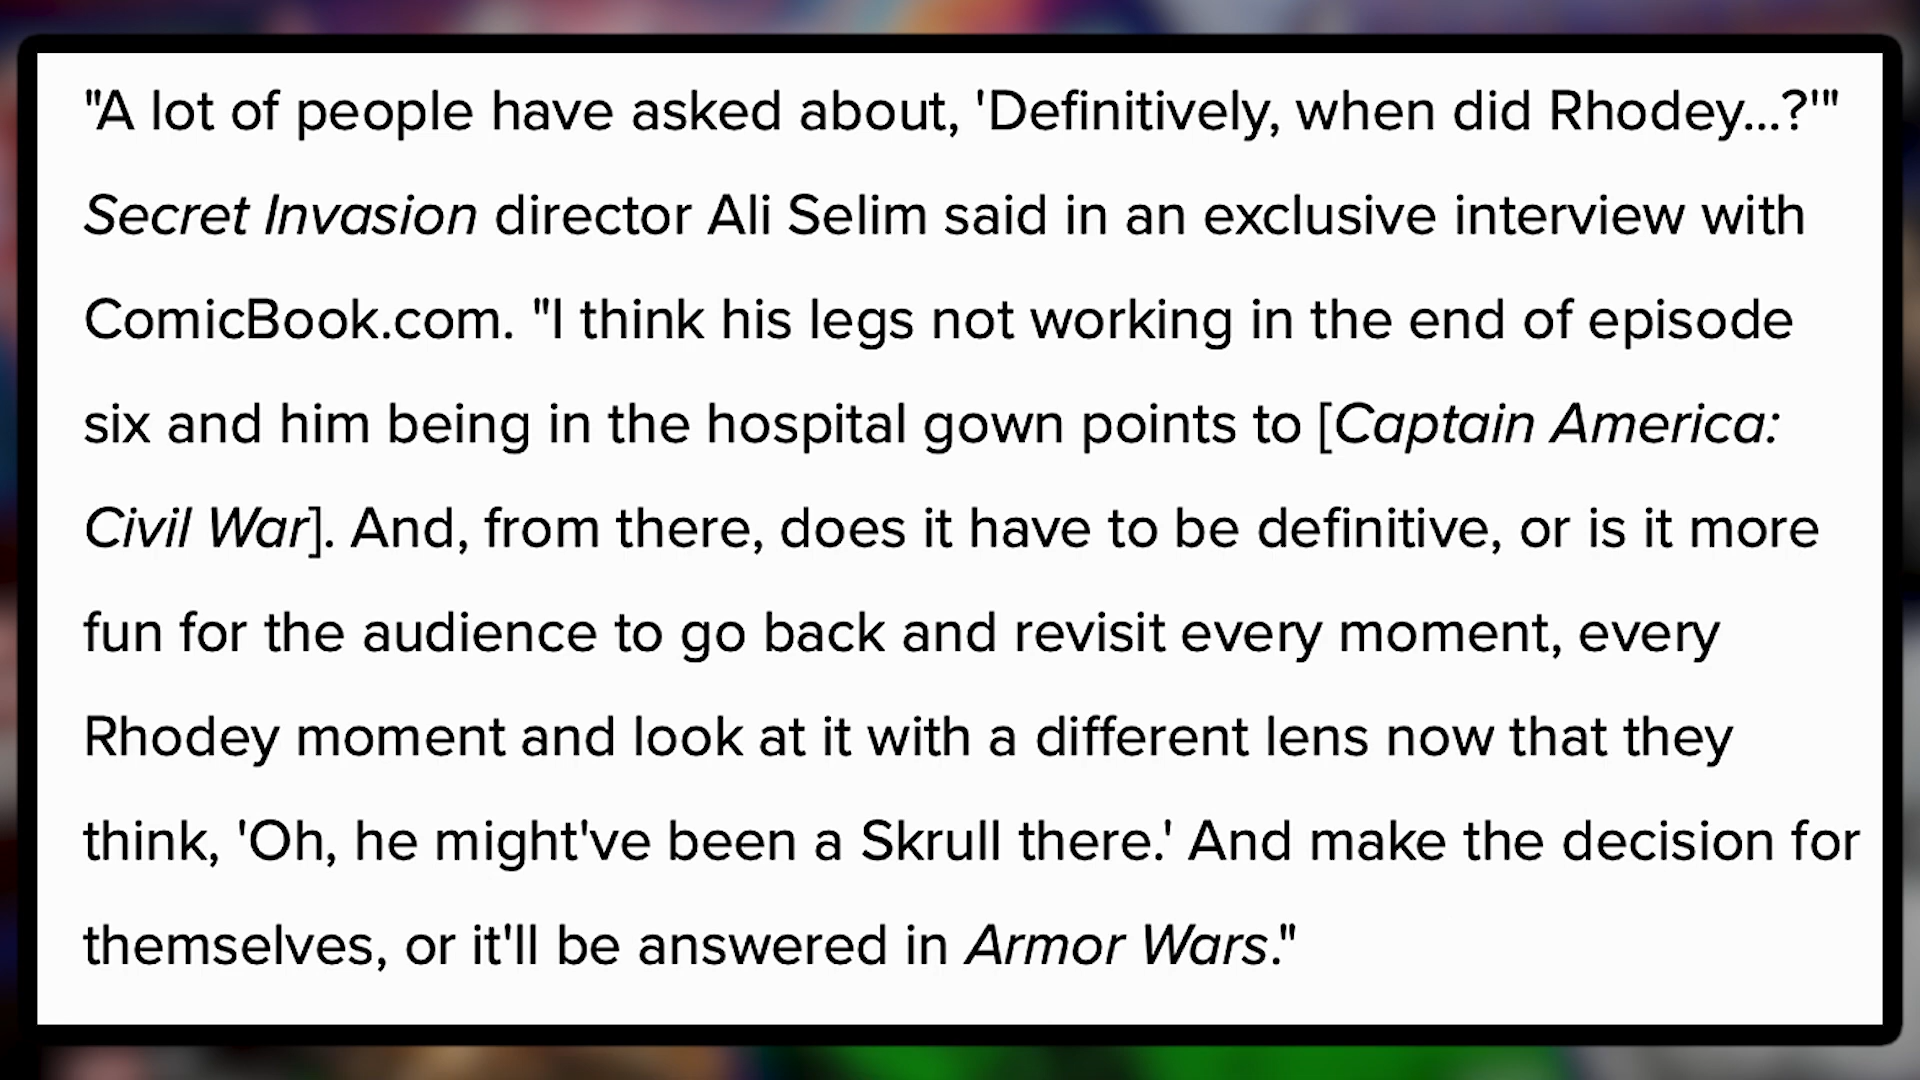 "A lot of people have asked about, 'Definitively, when did Rhodey...?'"
Secret Invasion director Ali Selim said in an exclusive interview with
ComicBook.com. "I think his legs not working in the end of episode
six and him being in the hospital gown points to [Captain America:
Civil War]. And, from there, does it have to be definitive, or is it more
fun for the audience to go back and revisit every moment, every
Rhodey moment and look at it with a different lens now that they
think, 'Oh, he might've been a Skrull there.' And make the decision for
themselves, or it'll be answered in Armor Wars."